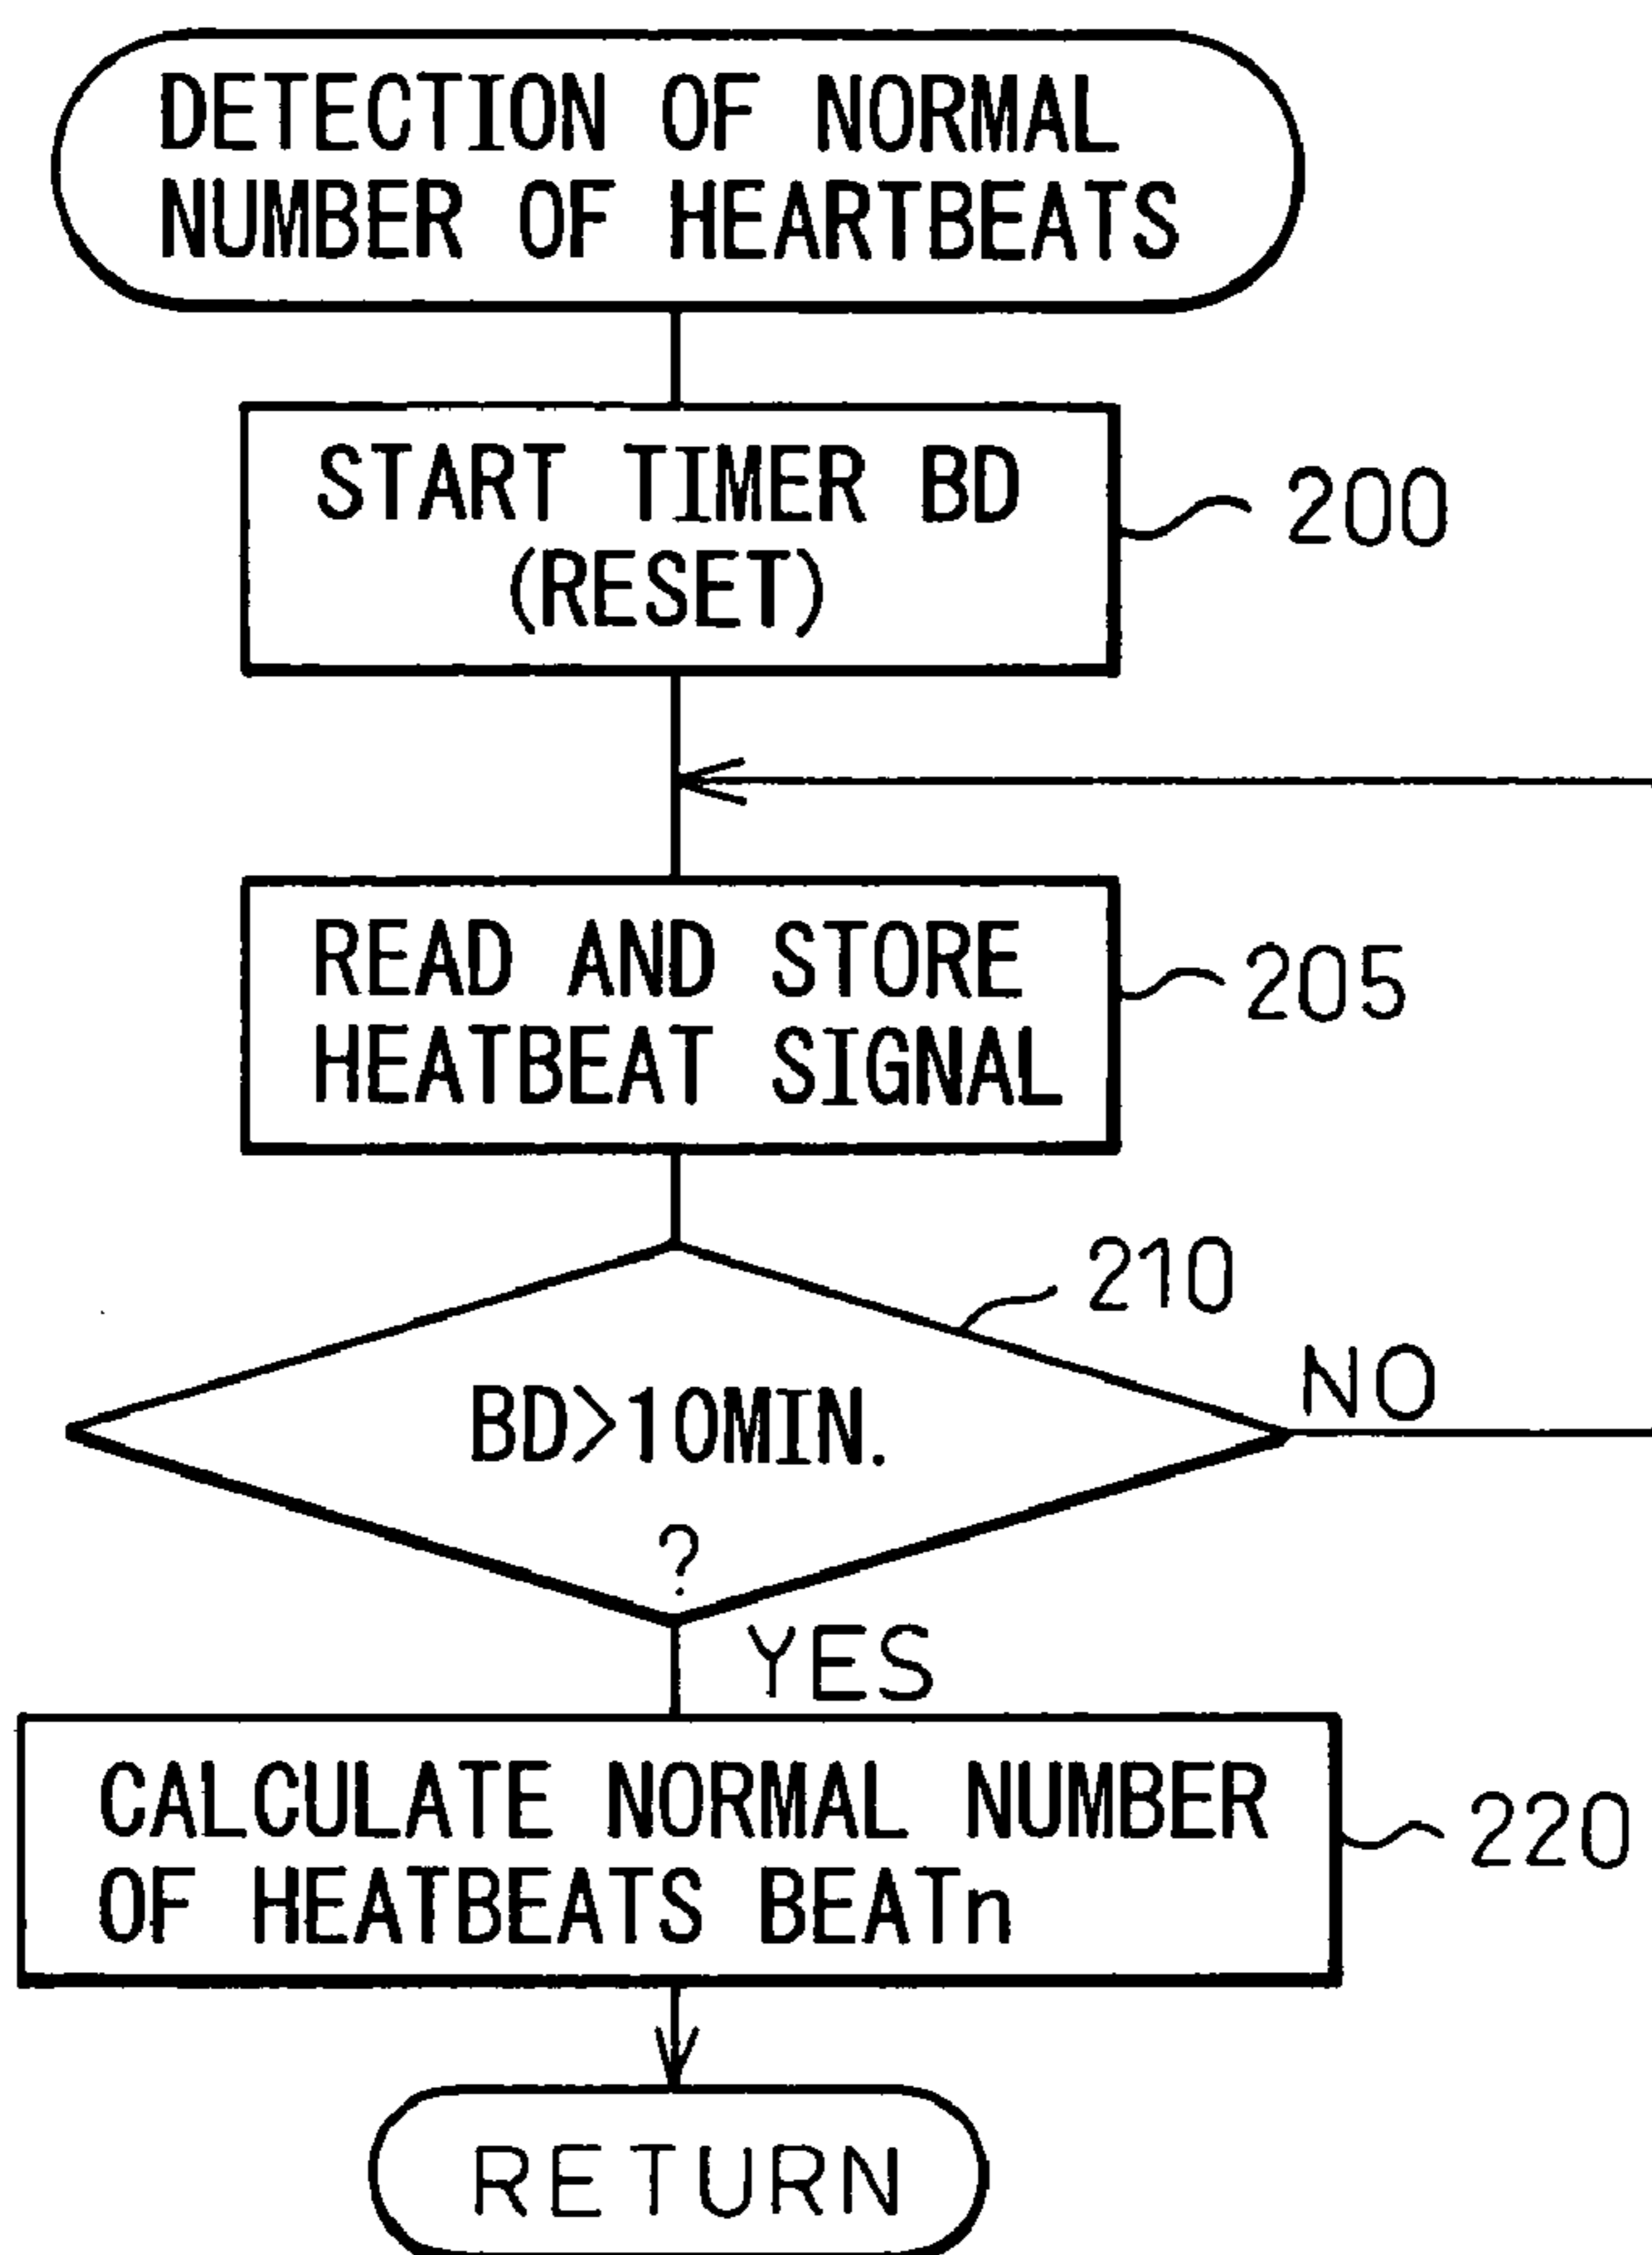 DETECTION OF NORMAL
NUMBER OF HEARTBEATS
START TIMER BD
(RESET)
200
READ AND STORE
HEATBEAT SIGNAL
205
210
BD>10MIN.
?
NO
YES
CALCULATE NORMAL NUMBER
OF HEATBEATS BEATn
220
RETURN